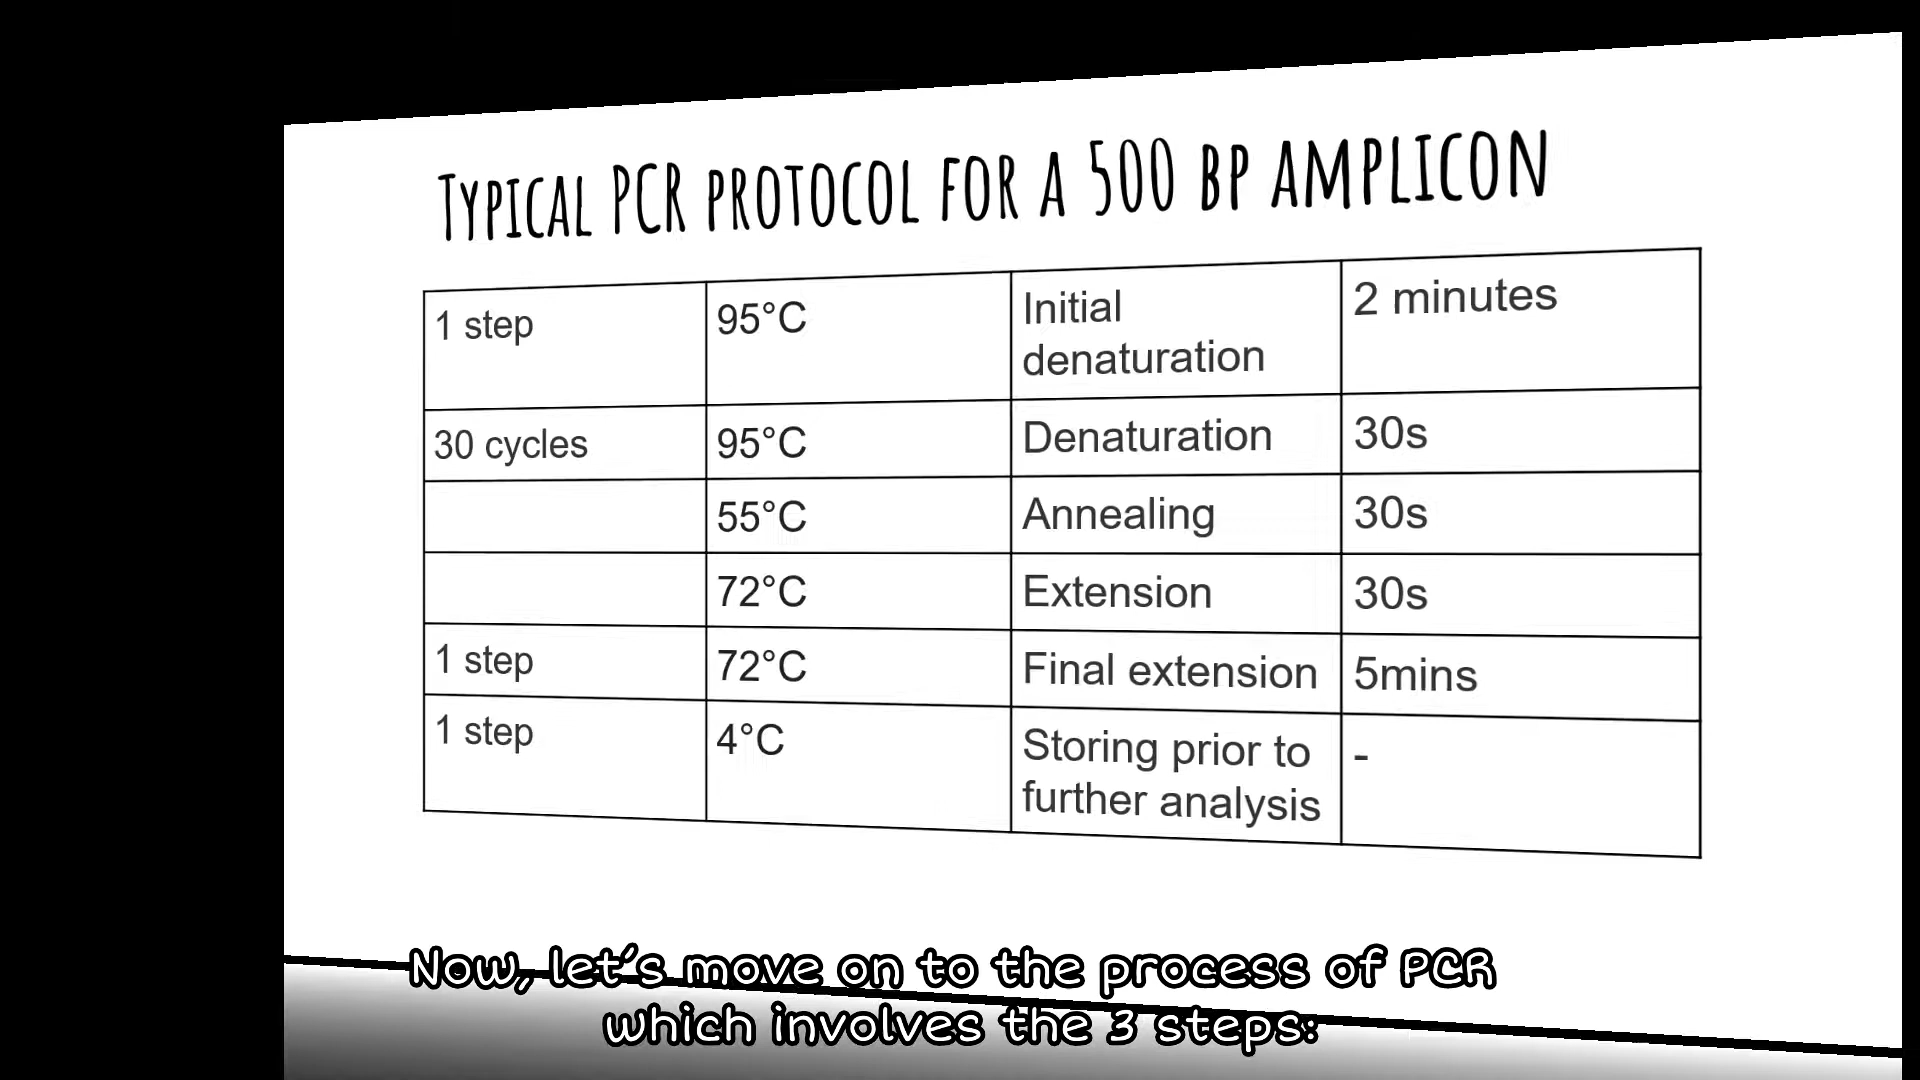 Typical PCR protocol for a 500 bp amplicon
1 step 95°C Initial denaturation 2 minutes
30 cycles 95°C Denaturation 30s
55°C Annealing 30s
72°C Extension 30s
1 step 72°C Final extension 5mins
1 step 4°C Storing prior to further analysis -
Now, let's move on to the process of PCR
which involves the 3 steps: